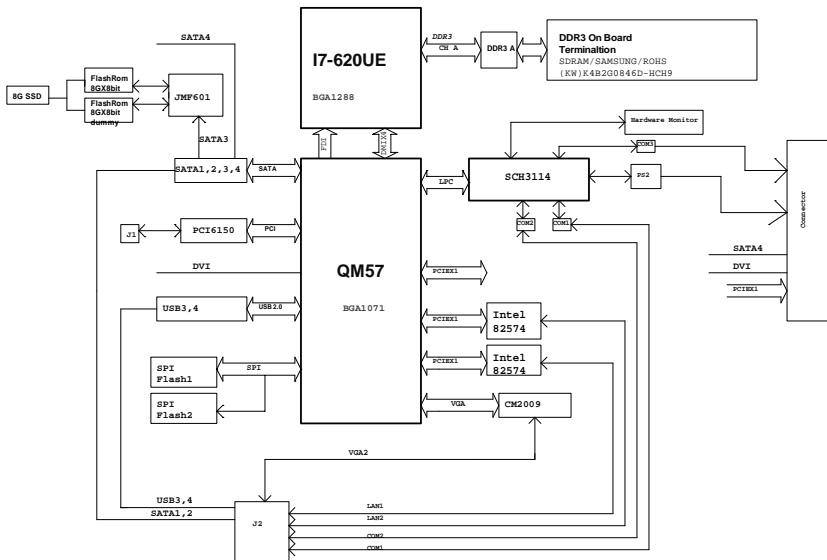 SATA4
I7-620UE
BGA1288
DDR3
CH A
DDR3 A
DDR3 On Board
Terminaltion
SDRAM/SAMSUNG/ROHS
(KW)K4B2G0846D-HCH9
8G SSD
FlashRom
8GX8bit
FlashRom
8GX8bit
dummy
JMF601
SATA3
FDI
DMIX4
Hardware Monitor
COM3
SATA1,2,3,4
SATA
LPC
SCH3114
PS2
Connector
COM2
COM1
J1
PCI6150
PCI
QM57
BGA1071
DVI
PCIEX1
SATA4
DVI
PCIEX1
USB3,4
USB2.0
PCIEX1
Intel
82574
PCIEX1
Intel
82574
SPI
Flash1
SPI
SPI
Flash2
VGA
CM2009
VGA2
USB3,4
SATA1,2
J2
LAN1
LAN2
COM2
COM1